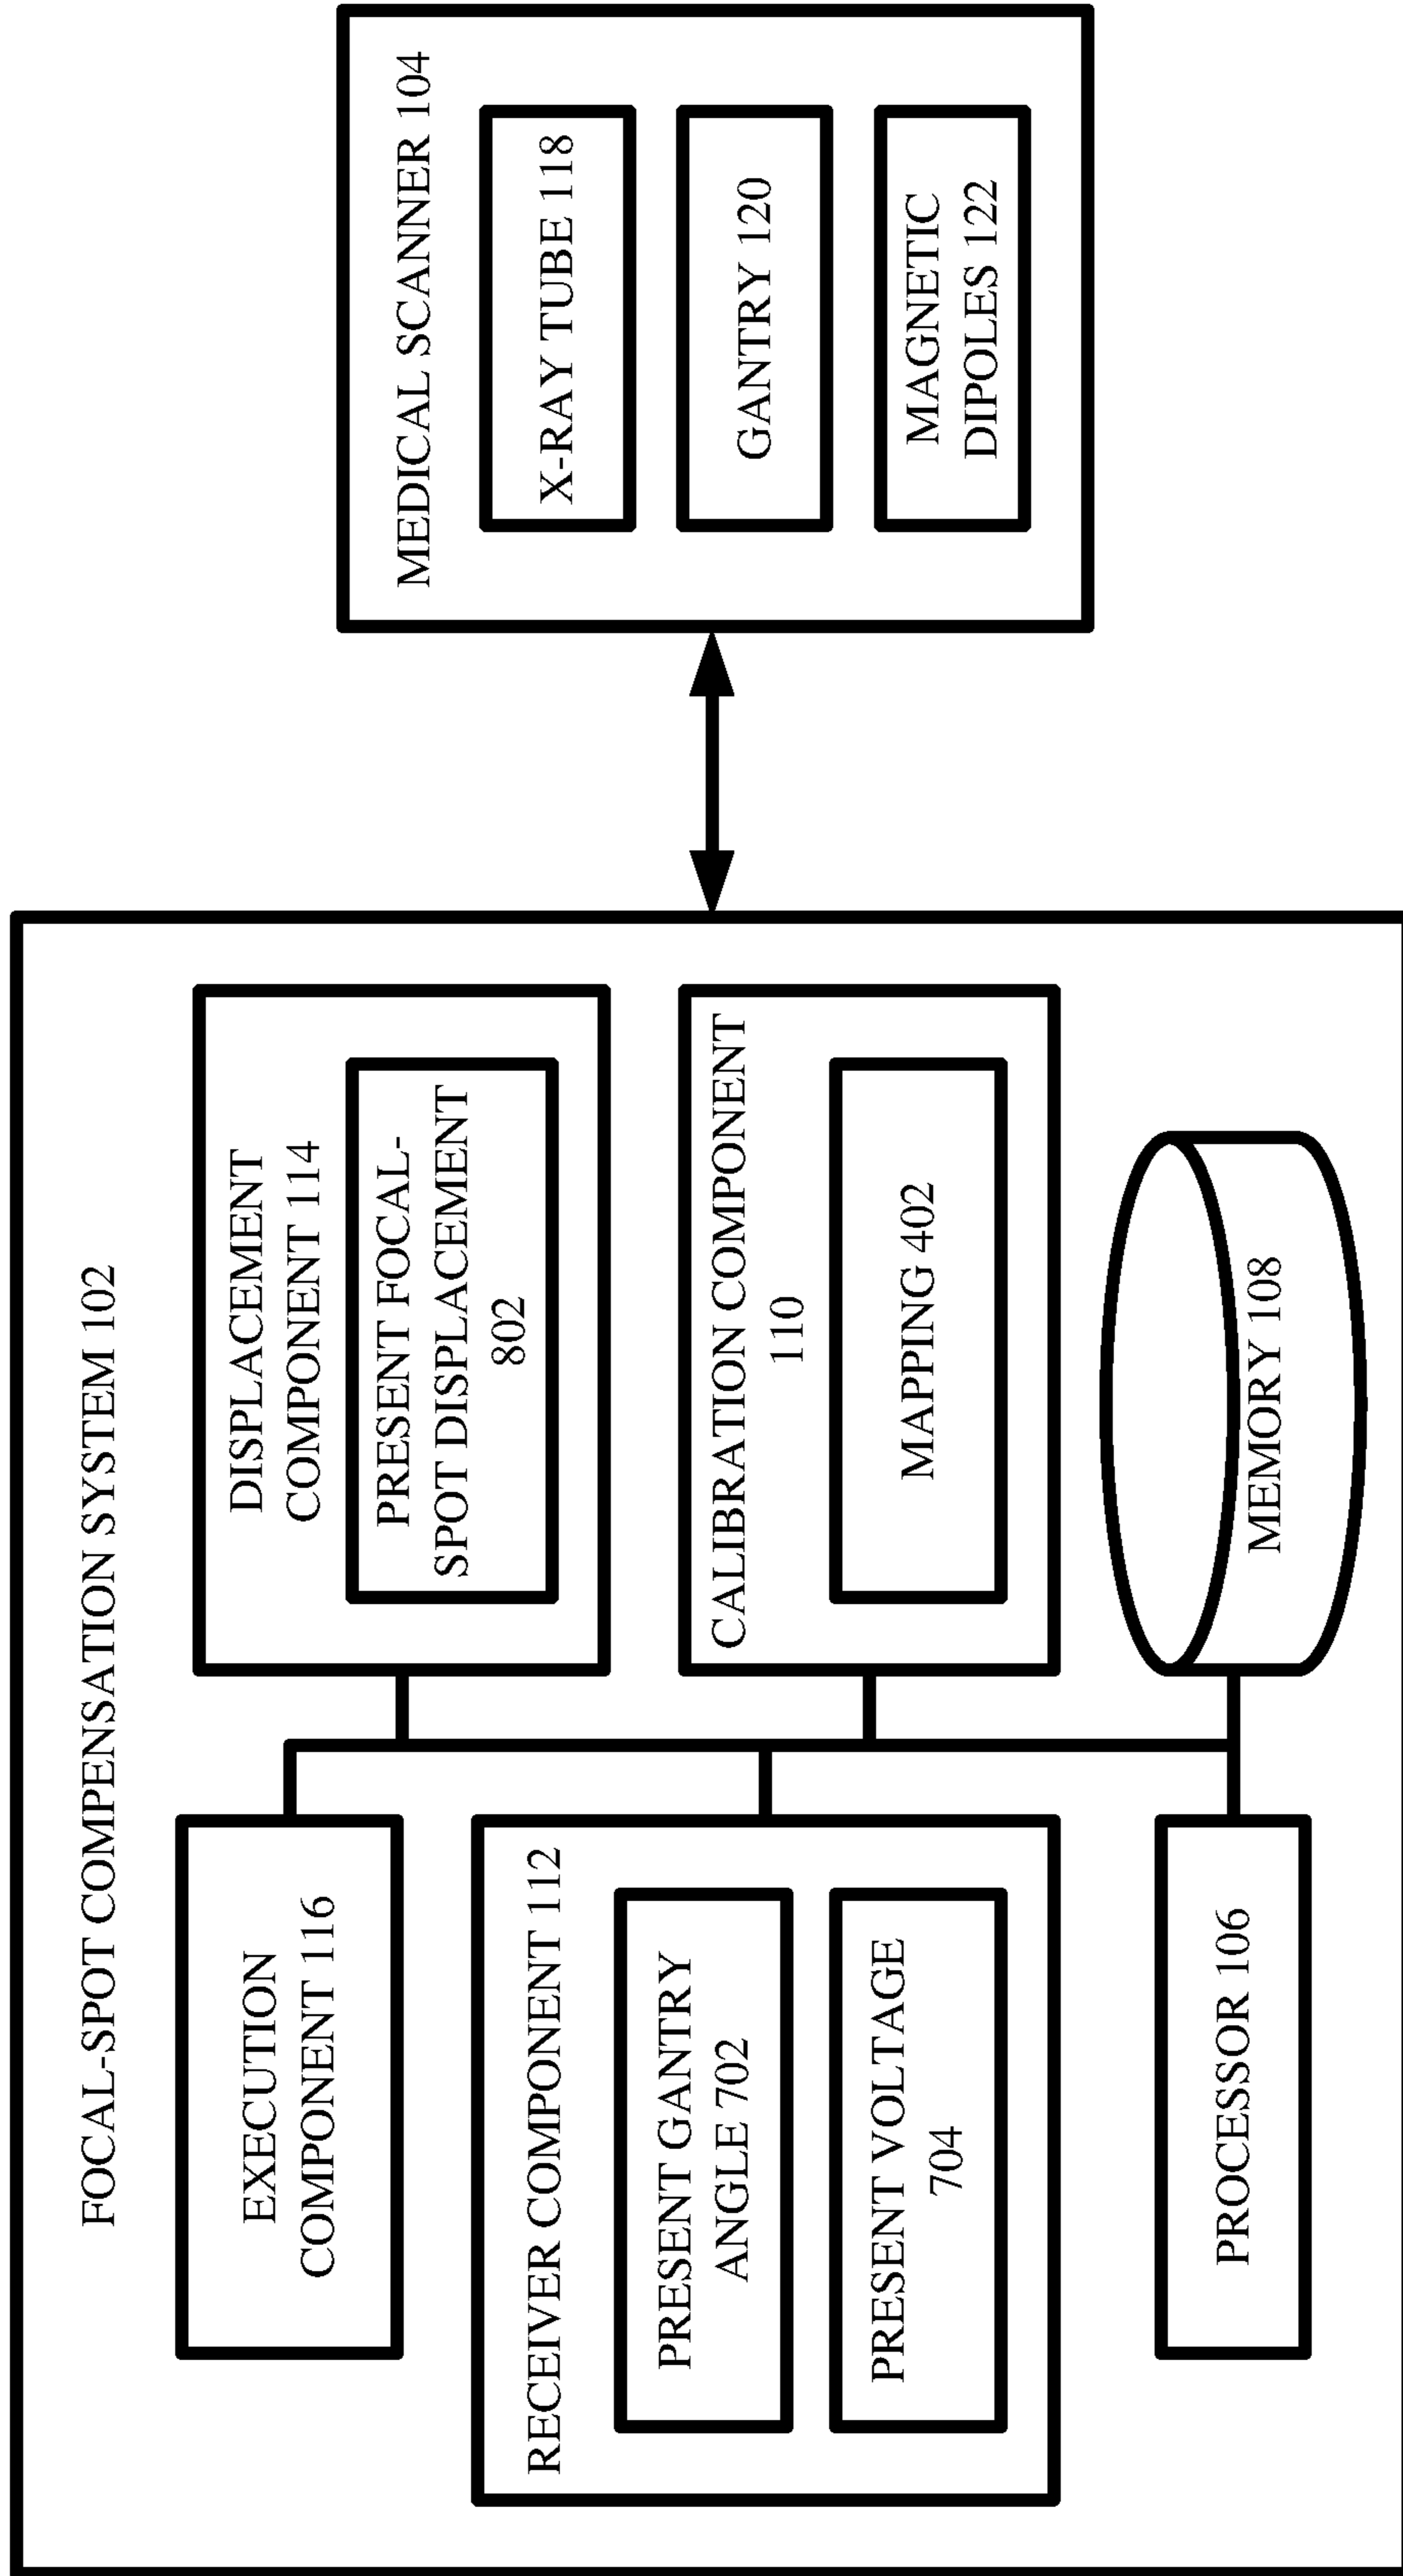 FOCAL-SPOT COMPENSATION SYSTEM 102
EXECUTION
COMPONENT 116
RECEIVER COMPONENT 112
PRESENT GANTRY
ANGLE 702
PRESENT VOLTAGE
704
PROCESSOR 106
DISPLACEMENT
COMPONENT 114
PRESENT FOCAL-
SPOT DISPLACEMENT
802
CALIBRATION COMPONENT
110
MAPPING 402
MEMORY 108
MEDICAL SCANNER 104
X-RAY TUBE 118
GANTRY 120
MAGNETIC
DIPOLES 122